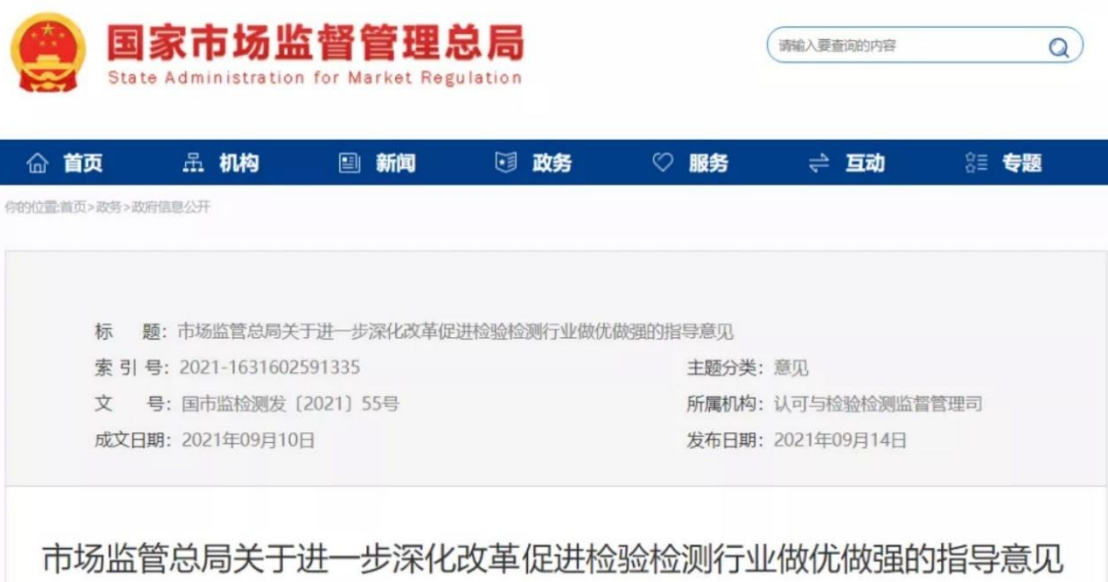 国家市场监督管理总局
State Administration for Market Regulation
请输入要查询的内容
首页 机构 新闻 政务 服务 互动 专题
你的位置:首页>政务>政府信息公开
标 题：市场监管总局关于进一步深化改革促进检验检测行业做优做强的指导意见
索 引 号：2021-1631602591335 主题分类：意见
文 号：国市监检测发〔2021〕55号 所属机构：认可与检验检测监督管理司
成文日期：2021年09月10日 发布日期：2021年09月14日
市场监管总局关于进一步深化改革促进检验检测行业做优做强的指导意见